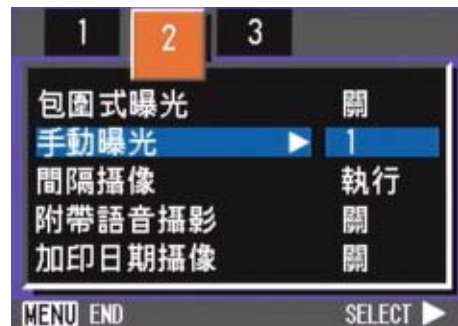 1 2 3
包圍式曝光 關
手動曝光 ▶ 1
間隔攝像 執行
附帶語音攝影 關
加印日期攝像 關
MENU END SELECT ▶